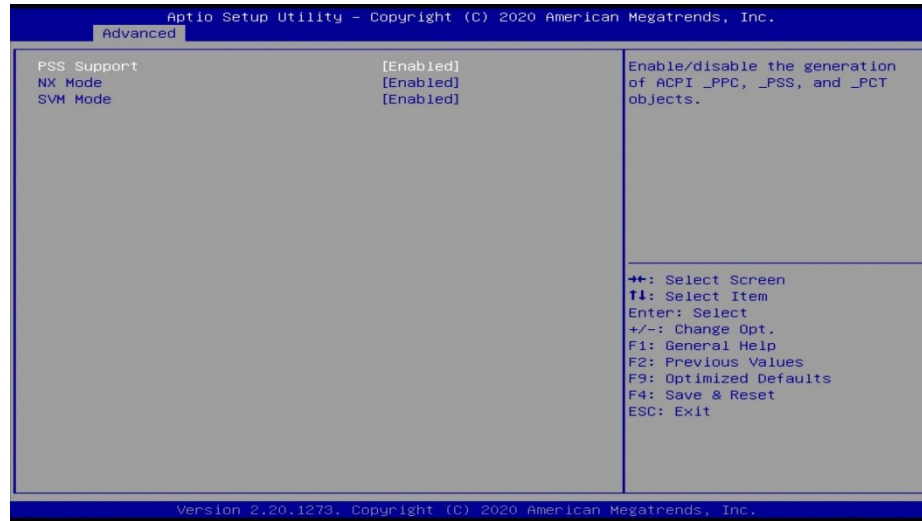 Aptio Setup Utility – Copyright (C) 2020 American Megatrends, Inc.
Advanced
PSS Support [Enabled]
NX Mode [Enabled]
SVM Mode [Enabled]
Enable/disable the generation
of ACPI _PPC, _PSS, and _PCT
objects.
→←: Select Screen
↑↓: Select Item
Enter: Select
+/-: Change Opt.
F1: General Help
F2: Previous Values
F9: Optimized Defaults
F4: Save & Reset
ESC: Exit
Version 2.20.1273. Copyright (C) 2020 American Megatrends, Inc.